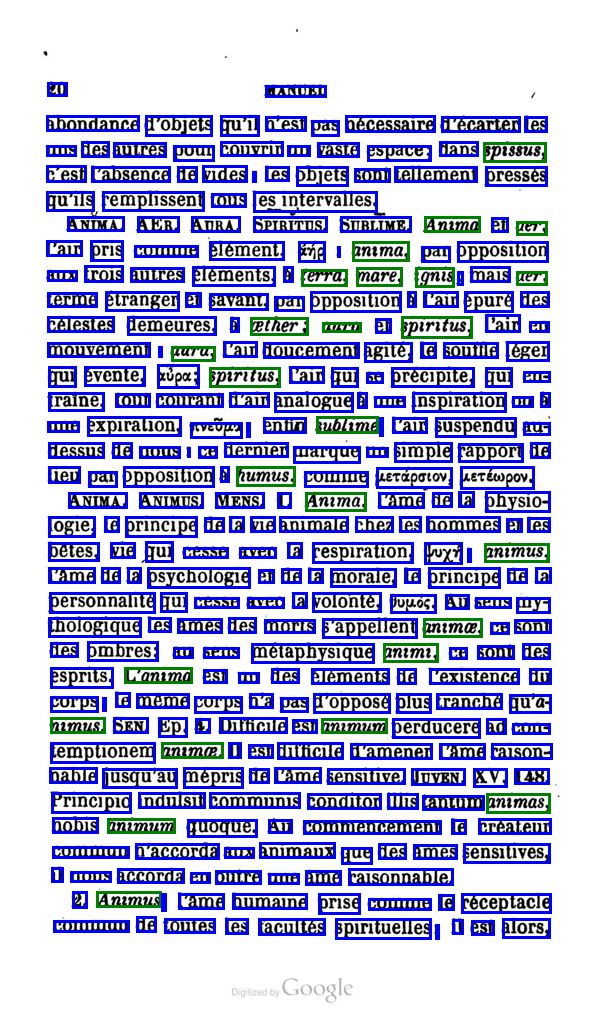 20 MANUEL
abondance d'objets qu'il n'est pas nécessaire d'écarter les
uns des autres pour couvrir un vaste espace; dans spissus,
c'est l'absence de vides; les objets sont tellement pressés
qu'ils remplissent tous les intervalles.
ANIMA. AER. AURA. SPIRITUS. SUBLIME. Anima et aer,
l'air pris comme élément, ἀήρ; anima, par opposition
aux trois autres éléments, à terra, mare, ignis; mais aer,
terme étranger et savant, par opposition à l'air épuré des
célestes demeures, à æther; aura et spiritus, l'air en
mouvement; aura, l'air doucement agité, le souffle léger
qui évente, αὔρα; spiritus, l'air qui se précipite, qui en-
traîne, tout courant d'air analogue à une inspiration ou à
une expiration, πνεῦμα; enfin sublime, l'air suspendu au-
dessus de nous: ce dernier marque un simple rapport de
lieu par opposition à humus, comme μετάρσιον, μετέωρον.
ANIMA. ANIMUS. MENS. 1. Anima, l'âme de la physio-
logie, le principe de la vie animale chez les hommes et les
bêtes, vie qui cesse avec la respiration, ψυχή; animus,
l'âme de la psychologie et de la morale, le principe de la
personnalité qui cesse avec la volonté, θυμός. Au sens my-
thologique les âmes des morts s'appellent animæ, ce sont
des ombres; au sens métaphysique animi, ce sont des
esprits. L'anima est un des éléments de l'existence du
corps; le même corps n'a pas d'opposé plus tranché qu'a-
nimus. SEN. Ep. 4. Difficile est animum perducere ad con-
temptionem animæ. Il est difficile d'amener l'âme raison-
nable jusqu'au mépris de l'âme sensitive. JUVEN. XV, 148.
Principio indulsit communis conditor illis tantum animas,
nobis animum quoque. Au commencement le créateur
commun n'accorda aux animaux que des âmes sensitives,
il nous accorda en outre une âme raisonnable.
2. Animus, l'âme humaine prise comme le réceptacle
commun de toutes les facultés spirituelles; il est alors,
Digitized by Google